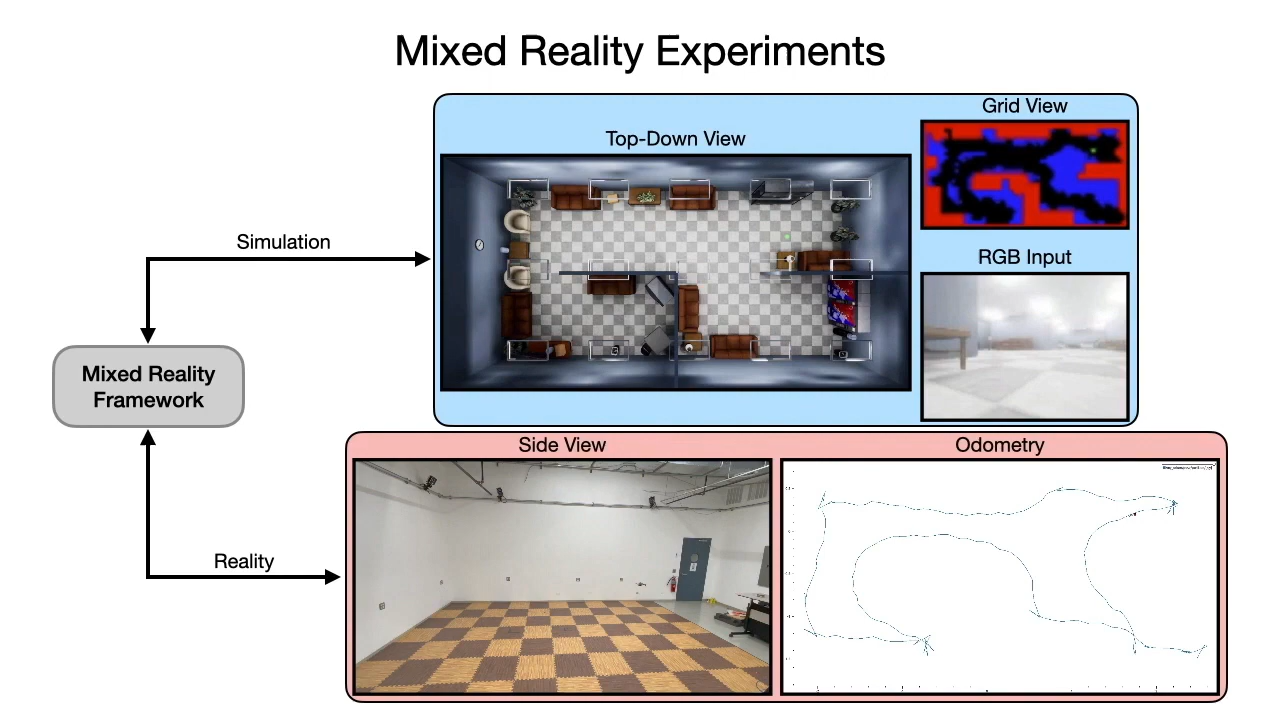 Mixed Reality Experiments
Grid View
Top-Down View
RGB Input
Simulation
Mixed Reality
Framework
Side View
Odometry
Reality